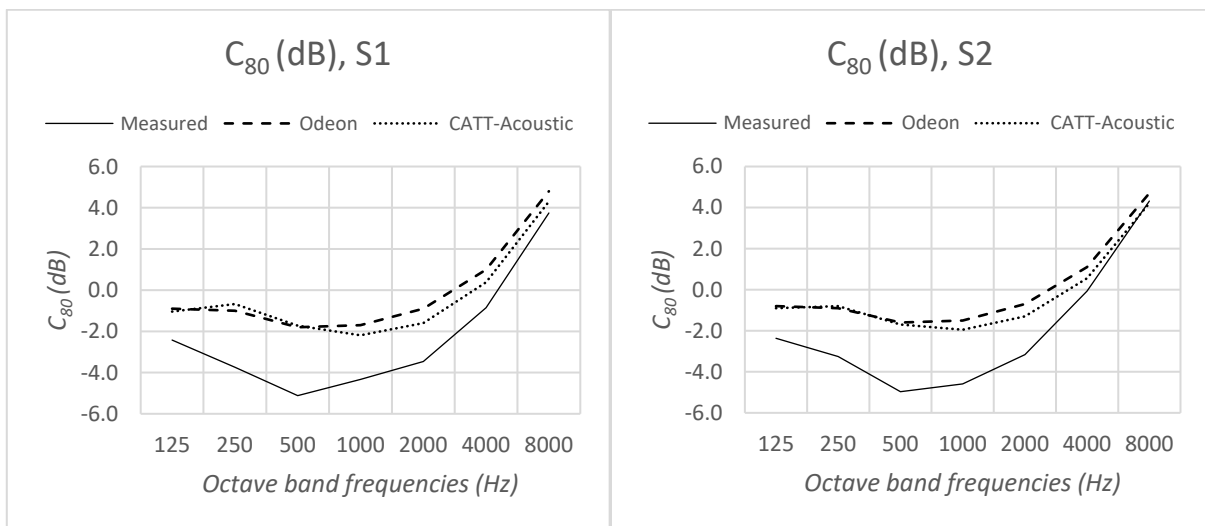 C80 (dB), S1
Measured Odeon CATT-Acoustic
6.0
4.0
2.0
0.0
-2.0
-4.0
-6.0
C80 (dB)
125 250 500 1000 2000 4000 8000
Octave band frequencies (Hz)
C80 (dB), S2
Measured Odeon CATT-Acoustic
6.0
4.0
2.0
0.0
-2.0
-4.0
-6.0
C80 (dB)
125 250 500 1000 2000 4000 8000
Octave band frequencies (Hz)